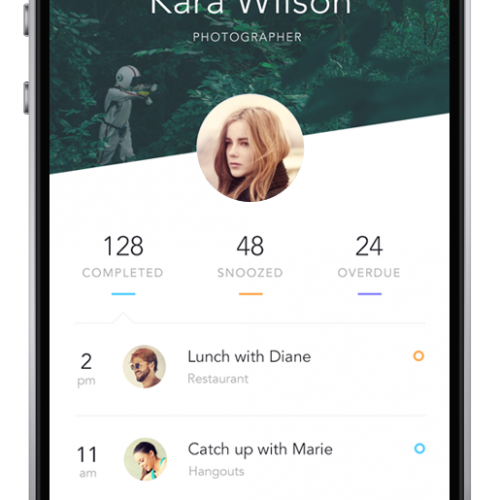 Kara Wilson
PHOTOGRAPHER
128 48 24
COMPLETED SNOOZED OVERDUE
2 Lunch with Diane
pm Restaurant
11 Catch up with Marie
am Hangouts